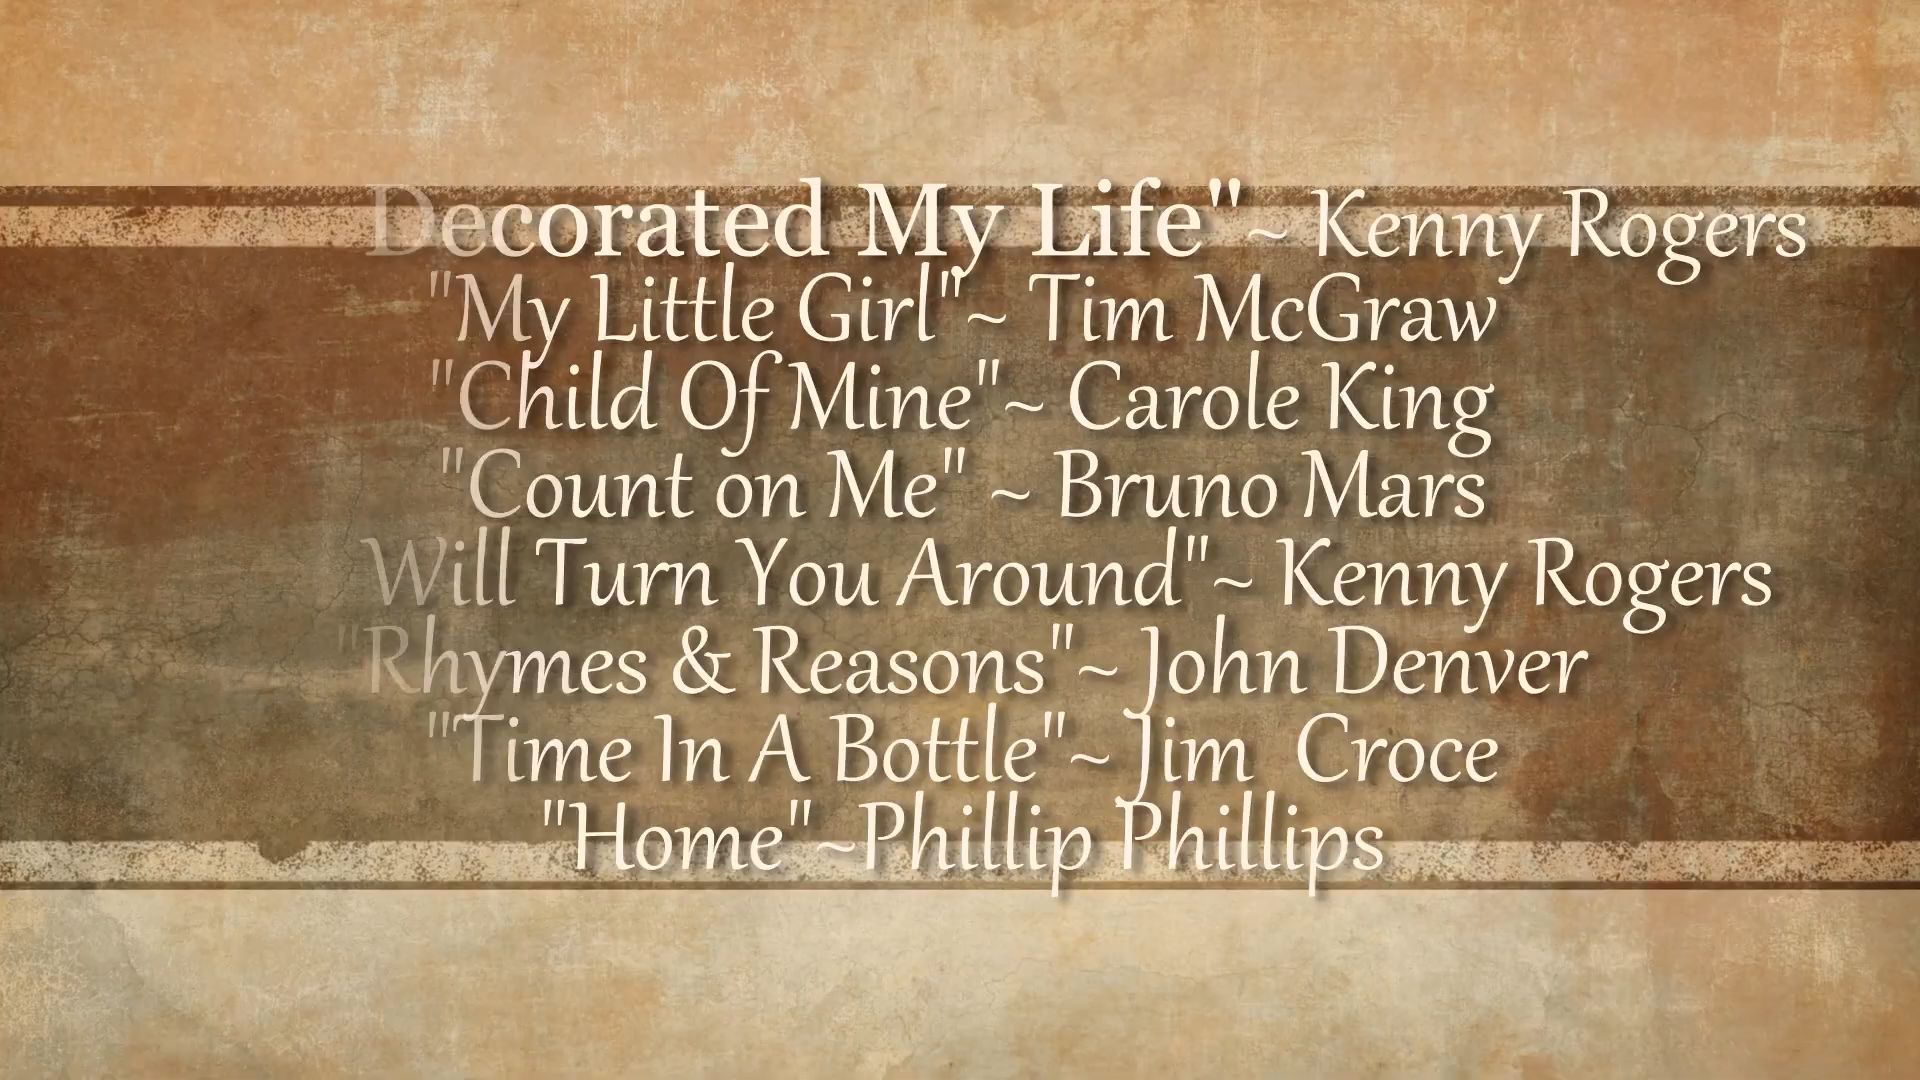 Decorated My Life"~ Kenny Rogers
"My Little Girl"~ Tim McGraw
"Child Of Mine"~ Carole King
"Count on Me" ~ Bruno Mars
Will Turn You Around"~ Kenny Rogers
"Rhymes & Reasons"~ John Denver
"Time In A Bottle"~ Jim  Croce
"Home"~Phillip Phillips